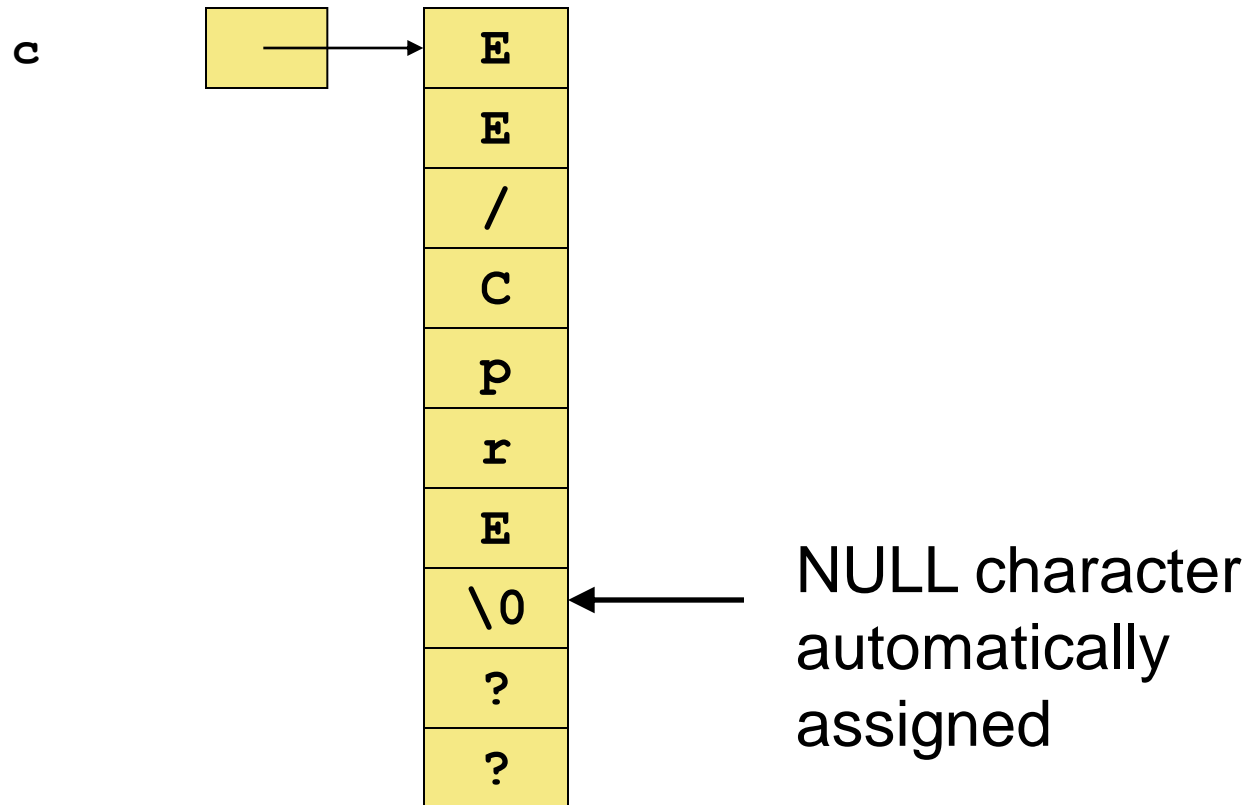 c
E
E
/
C
p
r
E
\0
?
?
NULL character
automatically
assigned